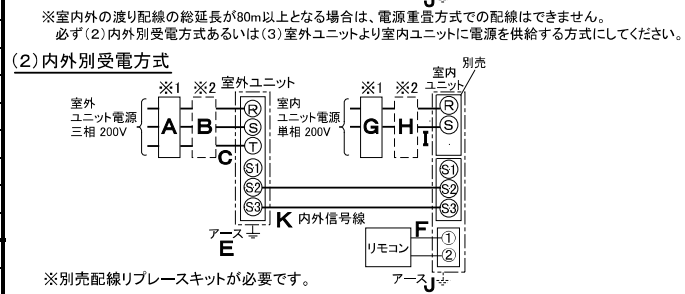 ※室内外の渡り配線の総延長が80m以上となる場合は、電源重畳方式での配線はできません。
必ず(2)内外別受電方式あるいは(3)室外ユニットより室内ユニットに電源を供給する方式にしてください。
(2)内外別受電方式
※1 ※2 室外ユニット
室外
ユニット電源
三相 200V
A B C
R
S
T
S1
S2
S3
アース
E
※1 ※2
室内
ユニット
別売
室内
ユニット電源
単相 200V
G H I
R
S
S1
S2
S3
K 内外信号線
リモコン
F
①
②
アース J
※別売配線リプレースキットが必要です。